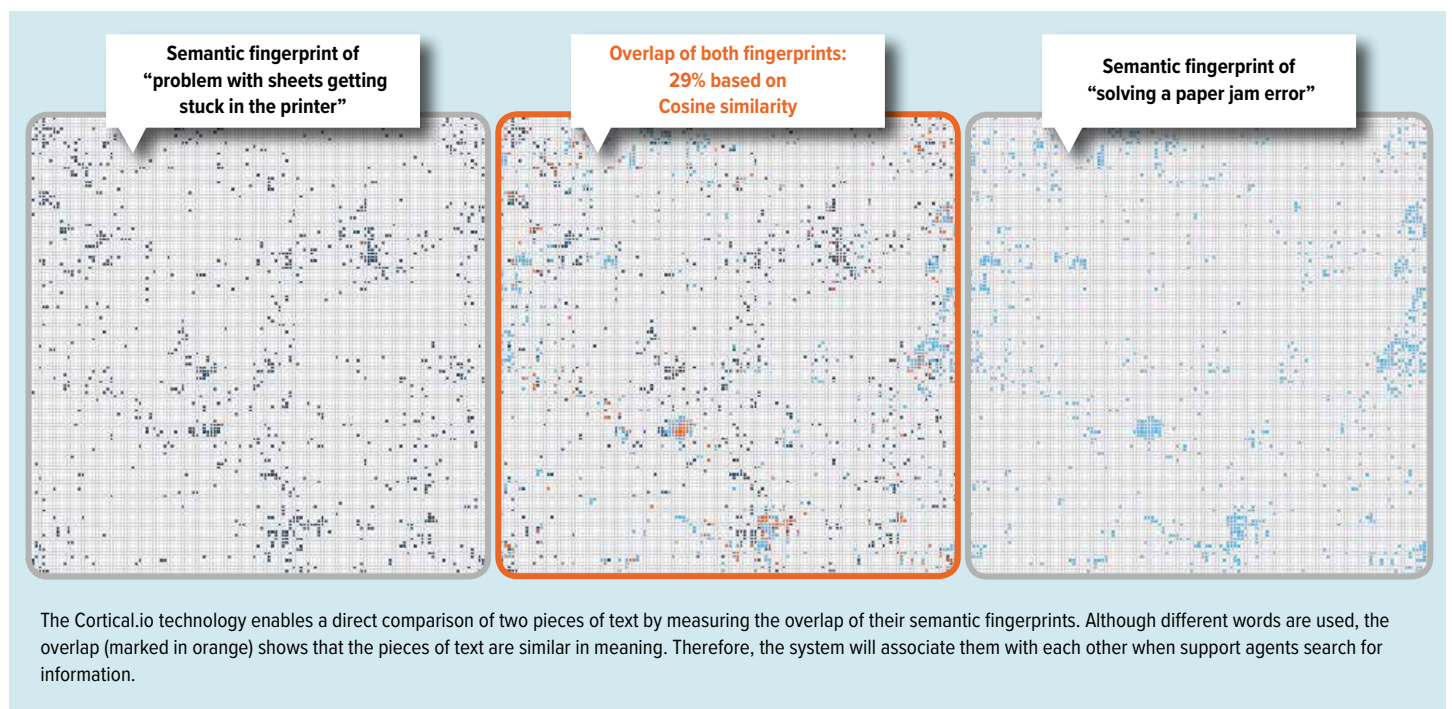 Semantic fingerprint of
“problem with sheets getting
stuck in the printer”
Overlap of both fingerprints:
29% based on
Cosine similarity
Semantic fingerprint of
“solving a paper jam error”
The Cortical.io technology enables a direct comparison of two pieces of text by measuring the overlap of their semantic fingerprints. Although different words are used, the
overlap (marked in orange) shows that the pieces of text are similar in meaning. Therefore, the system will associate them with each other when support agents search for
information.